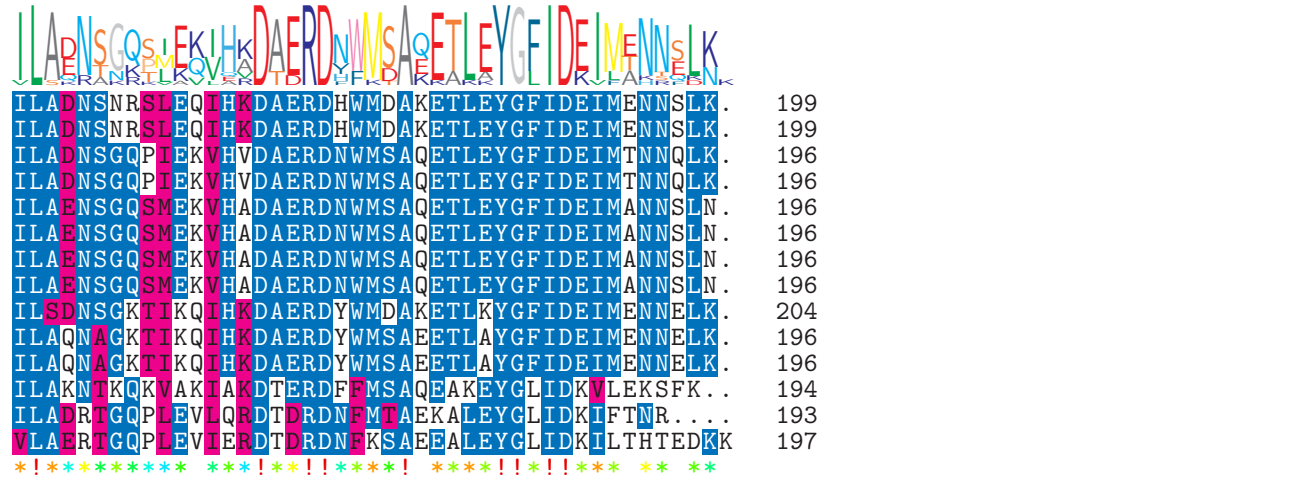 ILADNSNRSLEQIHKDAERDHWMDAKETLEYGFIDEIMENNSLK. 199
ILADNSNRSLEQIHKDAERDHWMDAKETLEYGFIDEIMENNSLK. 199
ILADNSGQPIEKVHVDAERDNWMSAQETLEYGFIDEIMTNNQLK. 196
ILADNSGQPIEKVHVDAERDNWMSAQETLEYGFIDEIMTNNQLK. 196
ILAENSGQSMEKVHADAERDNWMSAQETLEYGFIDEIMANNSLN. 196
ILAENSGQSMEKVHADAERDNWMSAQETLEYGFIDEIMANNSLN. 196
ILAENSGQSMEKVHADAERDNWMSAQETLEYGFIDEIMANNSLN. 196
ILAENSGQSMEKVHADAERDNWMSAQETLEYGFIDEIMANNSLN. 196
ILSDNSGKTIKQIHKDAERDYWMDAKETLKYGFIDEIMENNELK. 204
ILAQNAGKTIKQIHKDAERDYWMSAEETLAYGFIDEIMENNELK. 196
ILAQNAGKTIKQIHKDAERDYWMSAEETLAYGFIDEIMENNELK. 196
ILAKNTKQKVAKIAKDTERDFFMSAQEAKEYGLIDKVLEKSFK.. 194
ILADRTGQPLEVLQRDTDRDNFMTAEKALEYGLIDKIFTNR.... 193
VLAERTGQPLEVIERDTDRDNFKSAEEALEYGLIDKILTHTEDKK 197
*!********* ****!**!!****! ****!!*!!**** ** **